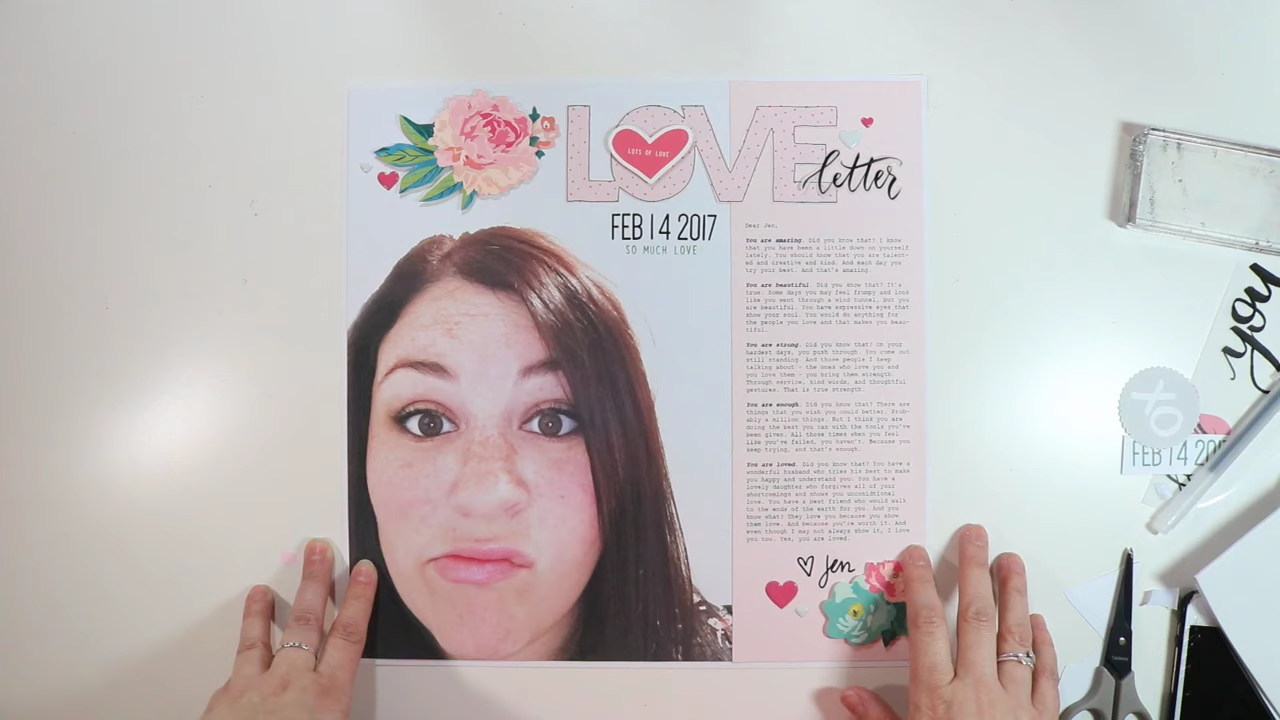 LOVE
LOTS OF LOVE
letter
FEB 14 2017
SO MUCH LOVE
Dear Jen,
You are amazing. Did you know that? I know
that you have been a little down on yourself
lately. You should know that you are talent-
ed and creative and kind. And each day you
try your best. And that's amazing.
You are beautiful. Did you know that? It's
true. Some days you may feel frumpy and look
like you went through a wind tunnel, but you
are beautiful. You have expressive eyes that
show your soul. You would do anything for
the people you love and that makes you beau-
tiful.
You are strong. Did you know that? On your
hardest days, you push through. You come out
still standing. And those people I keep
talking about - the ones who love you and
you love them - you bring them strength.
Through service, kind words, and thoughtful
gestures. That is true strength.
You are enough. Did you know that? There are
things that you wish you could better. Prob-
ably a million things. But I think you are
doing the best you can with the tools you've
been given. All those times when you feel
like you've failed, you haven't. Because you
keep trying, and that's enough.
You are loved. Did you know that? You have a
wonderful husband who tries his best to make
you happy and understand you. You have a
lovely daughter who forgives all of your
shortcomings and shows you unconidtional
love. You have a best friend who would walk
to the ends of the earth for you. And you
know what? They love you because you show
them love. And because you're worth it. And
even though I may not always show it, I love
you too. Yes, you are loved.
Jen
you
xo
FEB 14 20